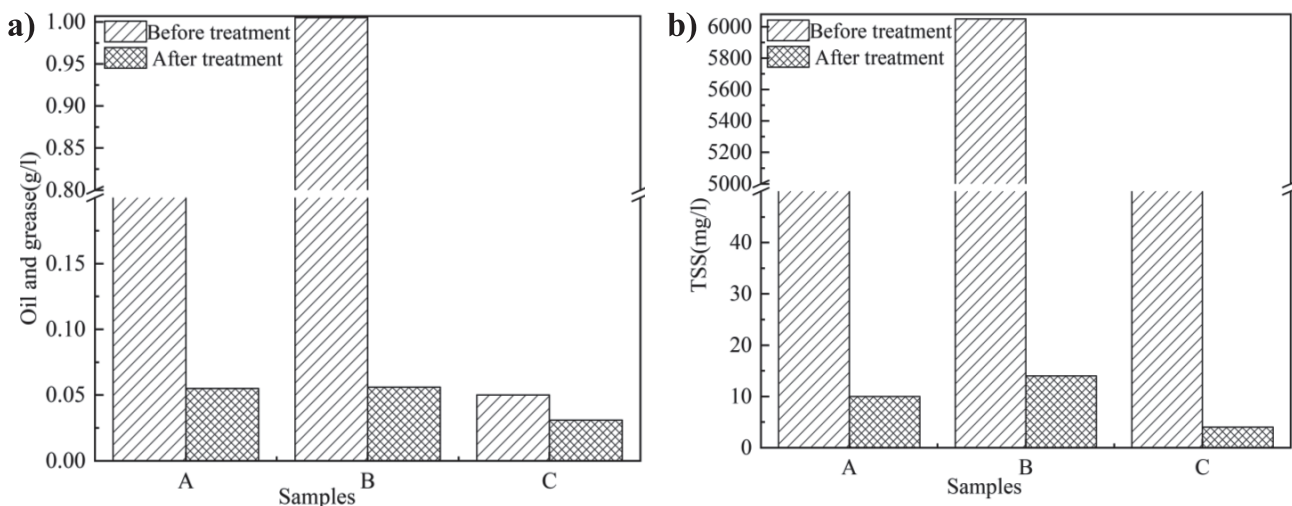 a)
Before treatment
After treatment
1.00
0.95
0.90
0.85
0.80
0.15
0.10
0.05
0.00
Oil and grease(g/l)
A
B
C
Samples
b)
Before treatment
After treatment
6000
5800
5600
5400
5200
5000
40
30
20
10
0
TSS(mg/l)
A
B
C
Samples